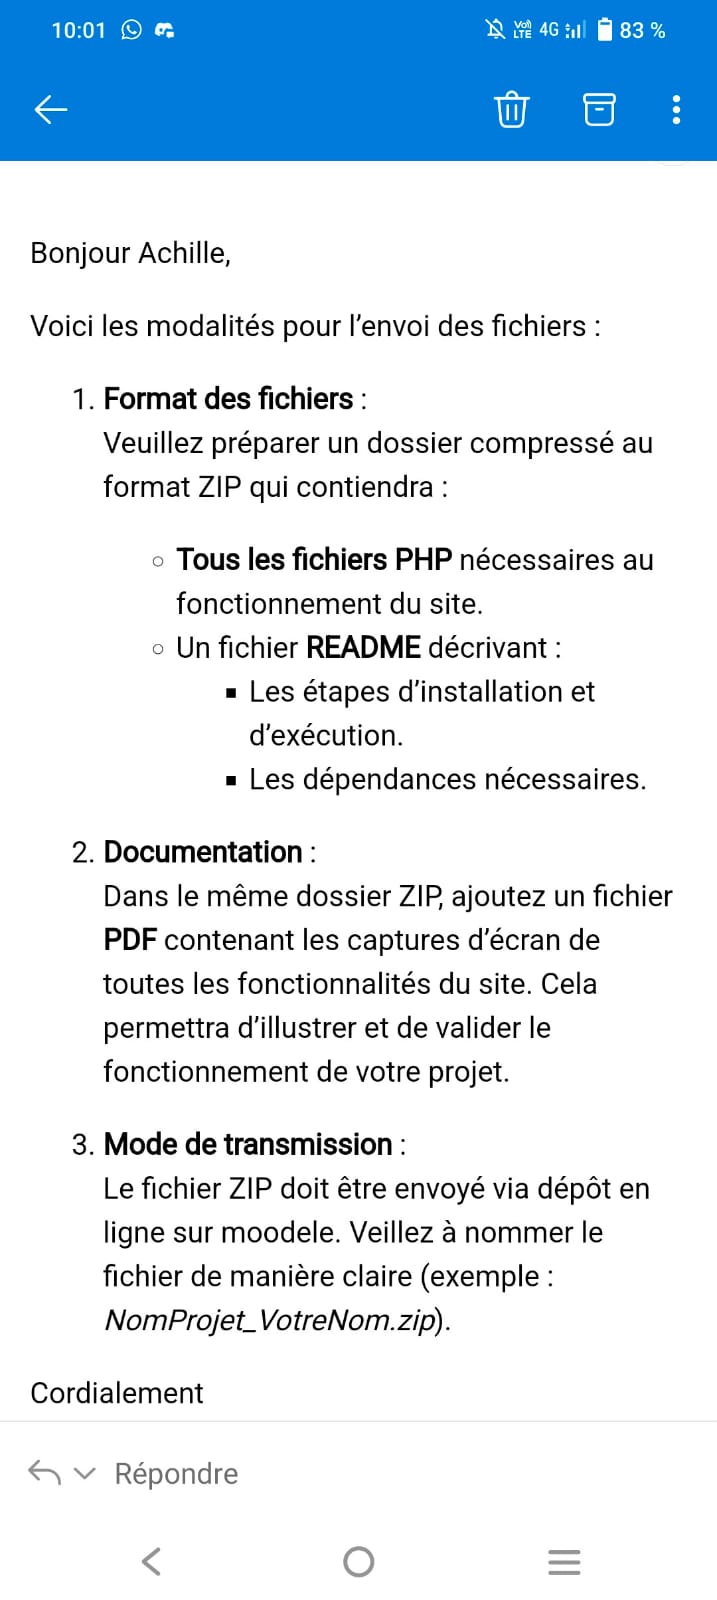 10:01
Vo) LTE 4G 83 %
Bonjour Achille,
Voici les modalités pour l'envoi des fichiers :
1. Format des fichiers :
Veuillez préparer un dossier compressé au
format ZIP qui contiendra :
Tous les fichiers PHP nécessaires au
fonctionnement du site.
Un fichier README décrivant :
Les étapes d'installation et
d'exécution.
Les dépendances nécessaires.
2. Documentation :
Dans le même dossier ZIP, ajoutez un fichier
PDF contenant les captures d'écran de
toutes les fonctionnalités du site. Cela
permettra d'illustrer et de valider le
fonctionnement de votre projet.
3. Mode de transmission :
Le fichier ZIP doit être envoyé via dépôt en
ligne sur moodele. Veillez à nommer le
fichier de manière claire (exemple :
NomProjet_VotreNom.zip).
Cordialement
Répondre